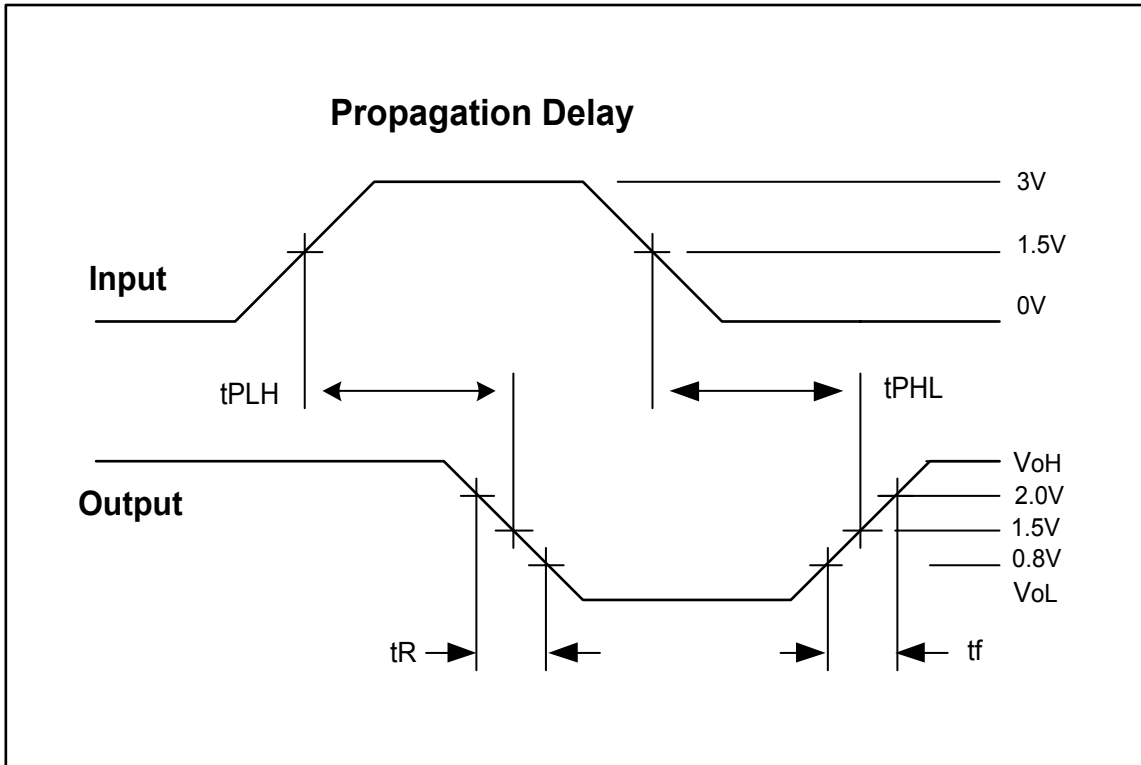 Propagation Delay
3V
1.5V
Input
0V
tPLH
tPHL
VoH
Output
2.0V
1.5V
0.8V
VoL
tR
tf